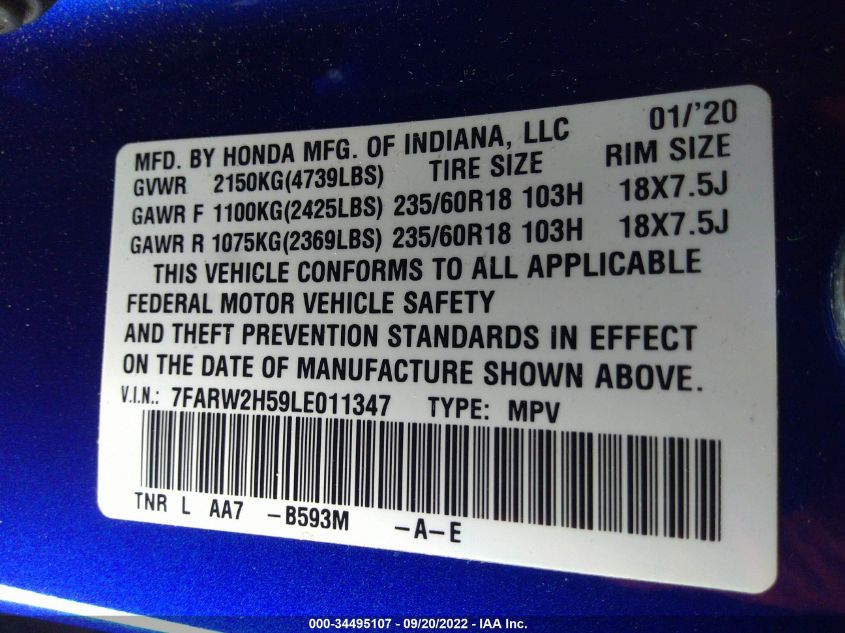 MFD. BY HONDA MFG. OF INDIANA, LLC 01/'20
GVWR 2150KG(4739LBS) TIRE SIZE RIM SIZE
GAWR F 1100KG(2425LBS) 235/60R18 103H 18X7.5J
GAWR R 1075KG(2369LBS) 235/60R18 103H 18X7.5J
THIS VEHICLE CONFORMS TO ALL APPLICABLE
FEDERAL MOTOR VEHICLE SAFETY
AND THEFT PREVENTION STANDARDS IN EFFECT
ON THE DATE OF MANUFACTURE SHOWN ABOVE.
V.I.N.: 7FARW2H59LE011347 TYPE: MPV
TNR L AA7 -B593M -A-E
000-34495107 - 09/20/2022 - IAA Inc.